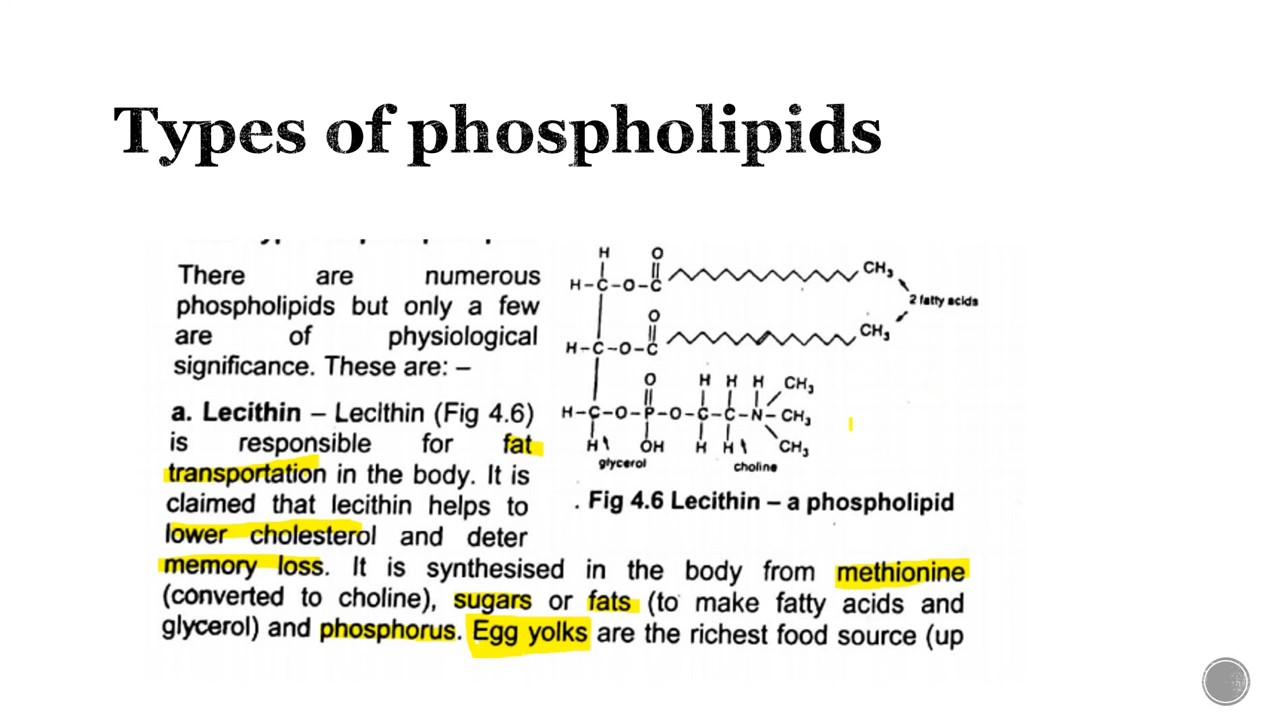 Types of phospholipids
There are numerous
phospholipids but only a few
are of physiological
significance. These are: –
a. Lecithin – Lecithin (Fig 4.6)
is responsible for fat
transportation in the body. It is
claimed that lecithin helps to
lower cholesterol and deter
memory loss. It is synthesised in the body from methionine
(converted to choline), sugars or fats (to make fatty acids and
glycerol) and phosphorus. Egg yolks are the richest food source (up
H O
H–C–O–C CH₃
2 fatty acids
O
H–C–O–C CH₃
O H H H CH₃
H–C–O–P–O–C–C–N–CH₃
H OH H H CH₃
glycerol choline
. Fig 4.6 Lecithin – a phospholipid